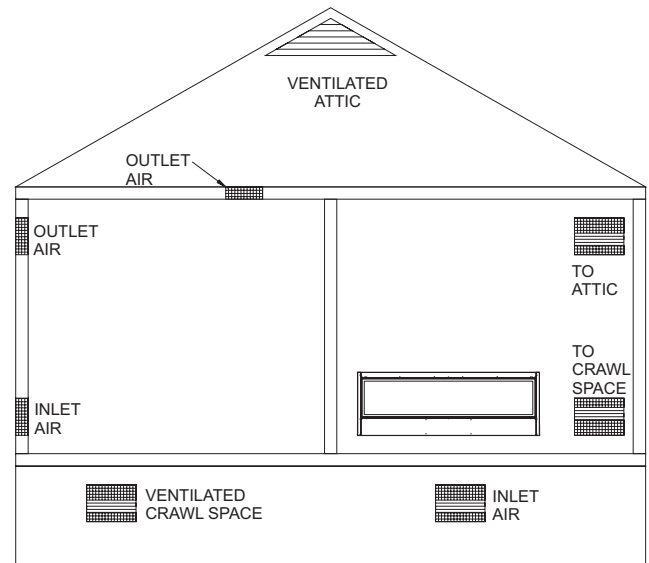 VENTILATED
ATTIC
OUTLET
AIR
OUTLET
AIR
TO
ATTIC
TO
CRAWL
SPACE
INLET
AIR
VENTILATED
CRAWL SPACE
INLET
AIR